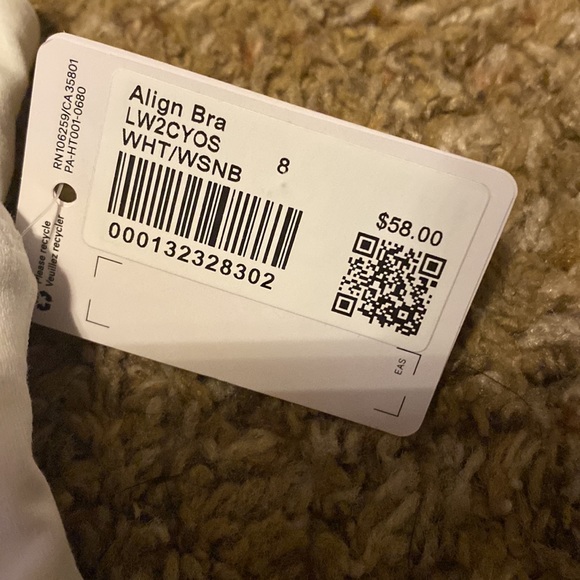 RN106259/CA35801
PA-HT001-0680
Align Bra
LW2CYOS 8
WHT/WSNB
000132328302
$58.00
Please recycle
Veuillez recycler
EAS